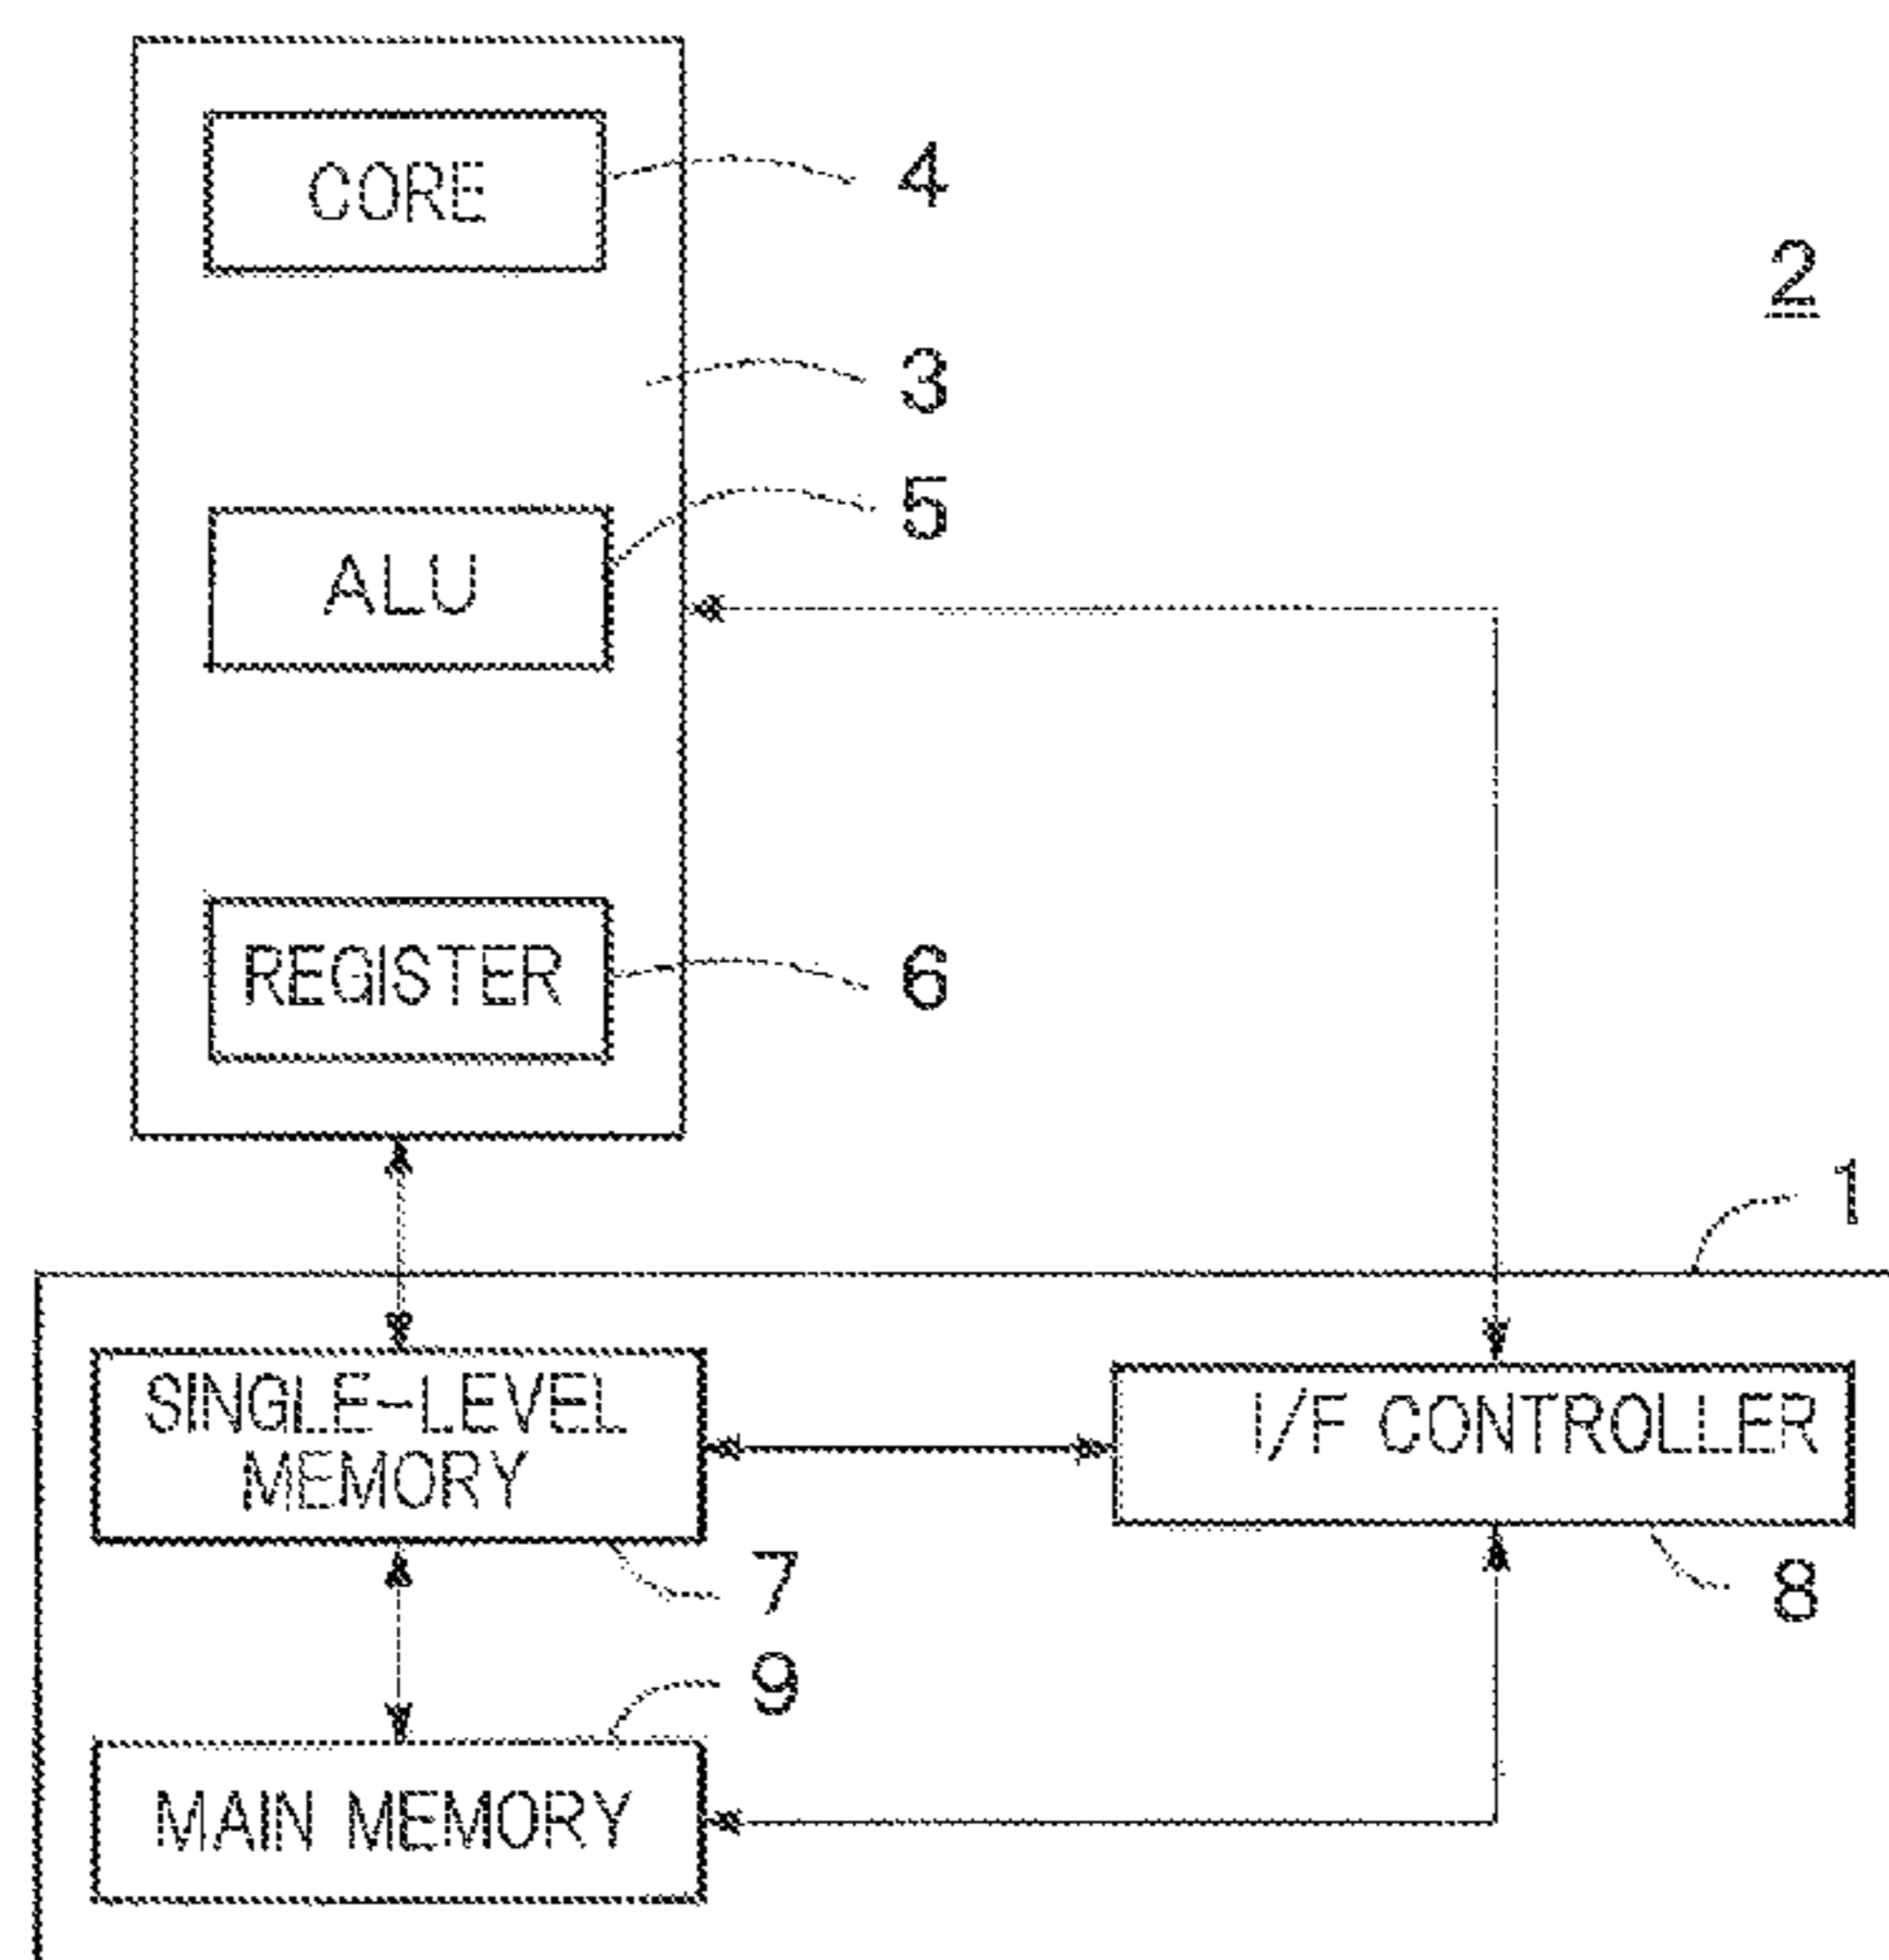 CORE
4
2
3
ALU
5
REGISTER
6
1
SINGLE-LEVEL
MEMORY
I/F CONTROLLER
7
8
9
MAIN MEMORY